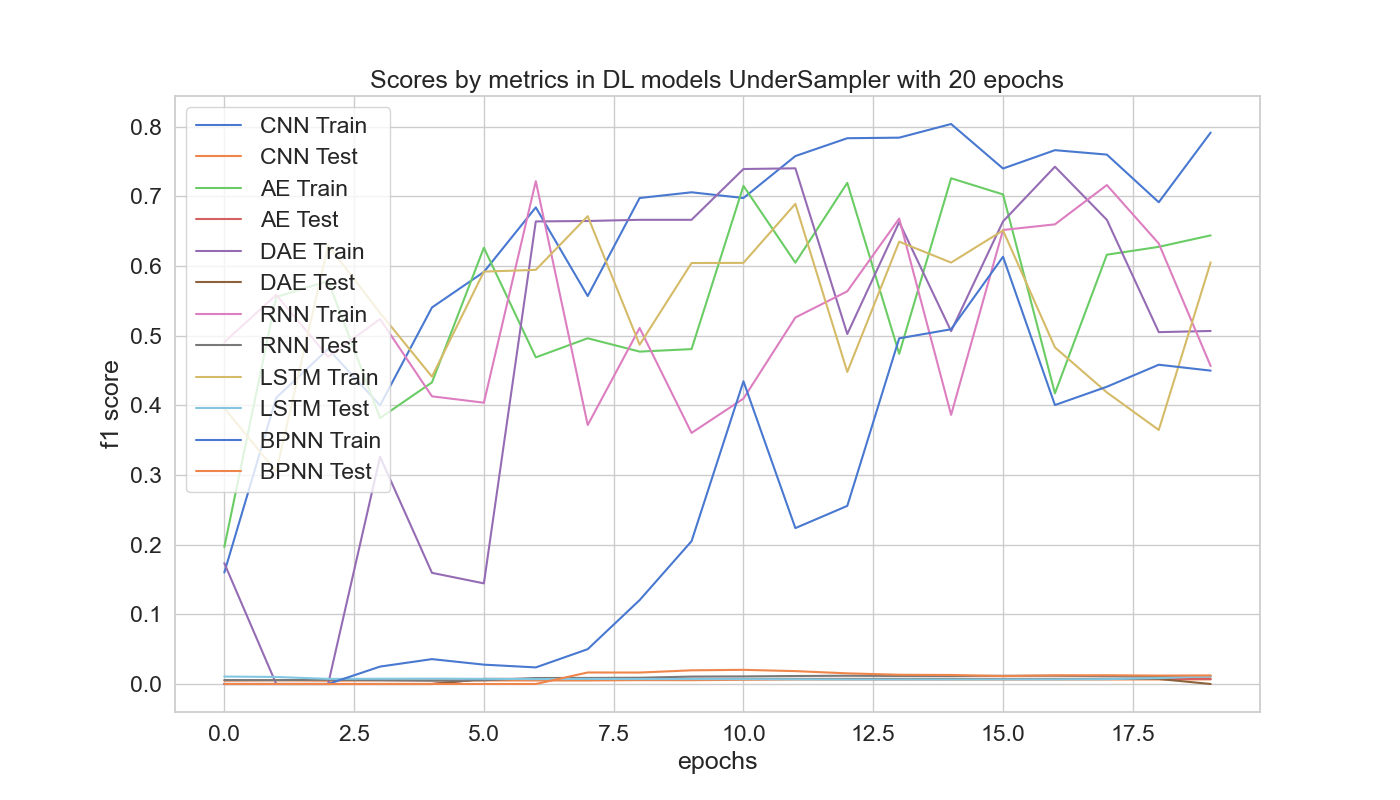 Scores by metrics in DL models UnderSampler with 20 epochs
CNN Train
CNN Test
AE Train
AE Test
DAE Train
DAE Test
RNN Train
RNN Test
LSTM Train
LSTM Test
BPNN Train
BPNN Test
f1 score
0.8
0.7
0.6
0.5
0.4
0.3
0.2
0.1
0.0
0.0 2.5 5.0 7.5 10.0 12.5 15.0 17.5
epochs